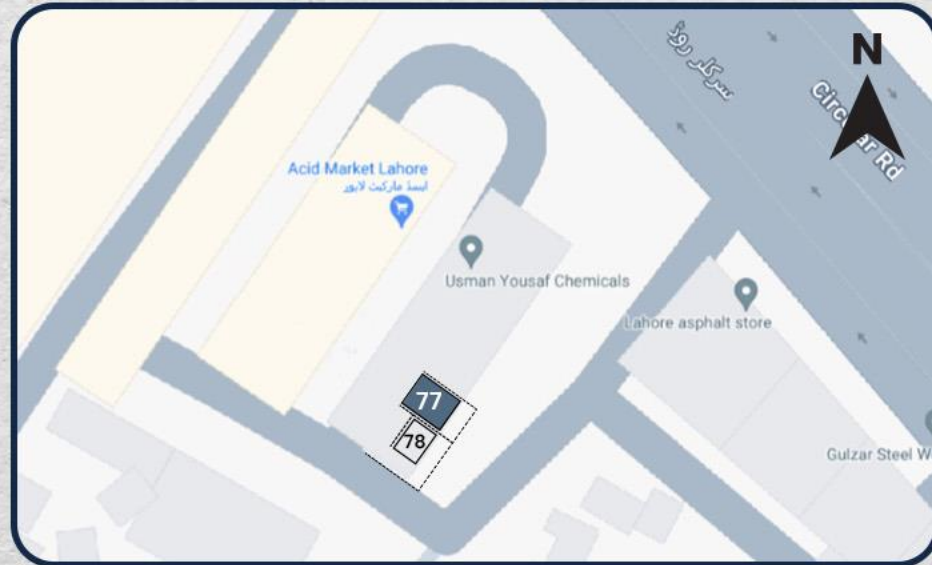 سرکلر روڈ
N
Circular Rd
Acid Market Lahore
ایسڈ مارکیٹ لاہور
Usman Yousaf Chemicals
Lahore asphalt store
77
78
Gulzar Steel W